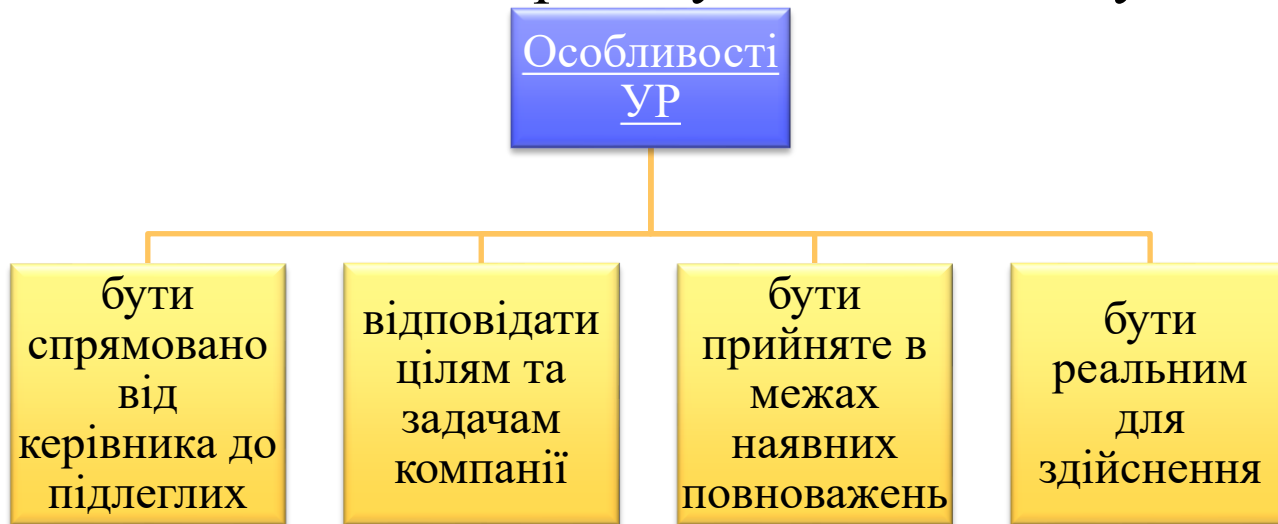 Особливості
УР
бути
спрямовано
від
керівника до
підлеглих
відповідати
цілям та
задачам
компанії
бути
прийняте в
межах
наявних
повноважень
бути
реальним
для
здійснення